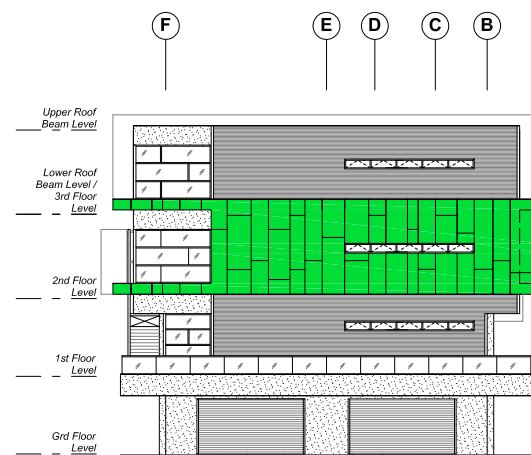 F E D C B
Upper Roof
Beam Level
Lower Roof
Beam Level /
3rd Floor
Level
2nd Floor
Level
1st Floor
Level
Grd Floor
Level